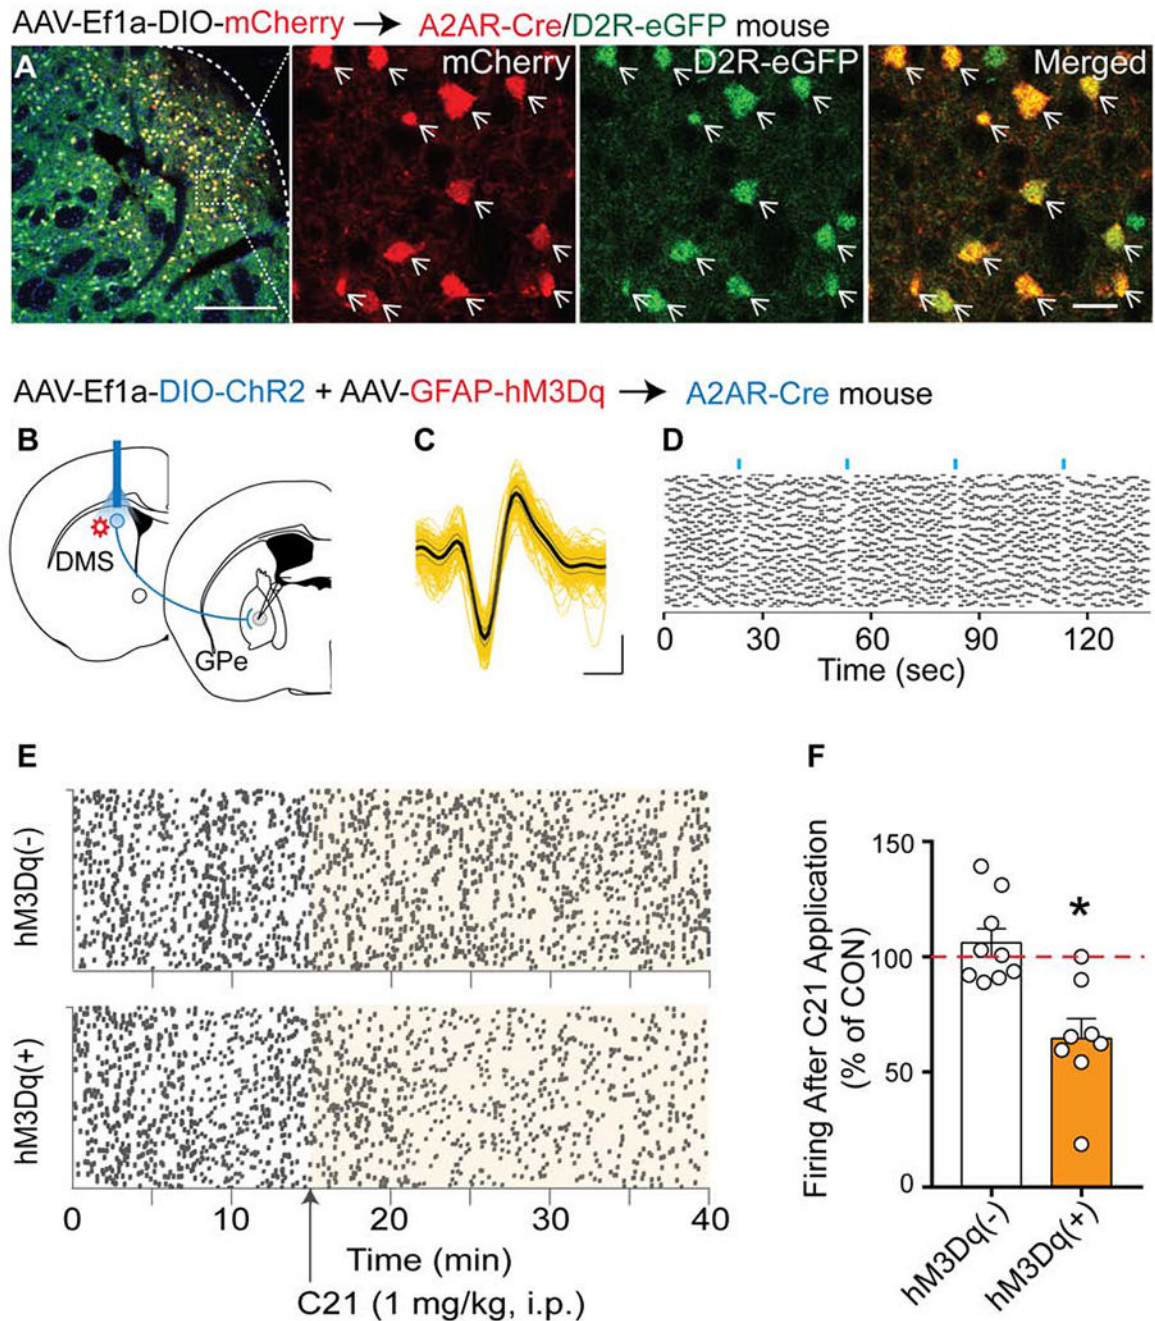 AAV-Ef1a-DIO-mCherry → A2AR-Cre/D2R-eGFP mouse
A mCherry D2R-eGFP Merged
AAV-Ef1a-DIO-ChR2 + AAV-GFAP-hM3Dq → A2AR-Cre mouse
B C D
DMS
GPe
0 30 60 90 120
Time (sec)
E
hM3Dq(-)
hM3Dq(+)
0 10 20 30 40
Time (min)
C21 (1 mg/kg, i.p.)
F
Firing After C21 Application
(% of CON)
150
100
50
0
*
hM3Dq(-)
hM3Dq(+)